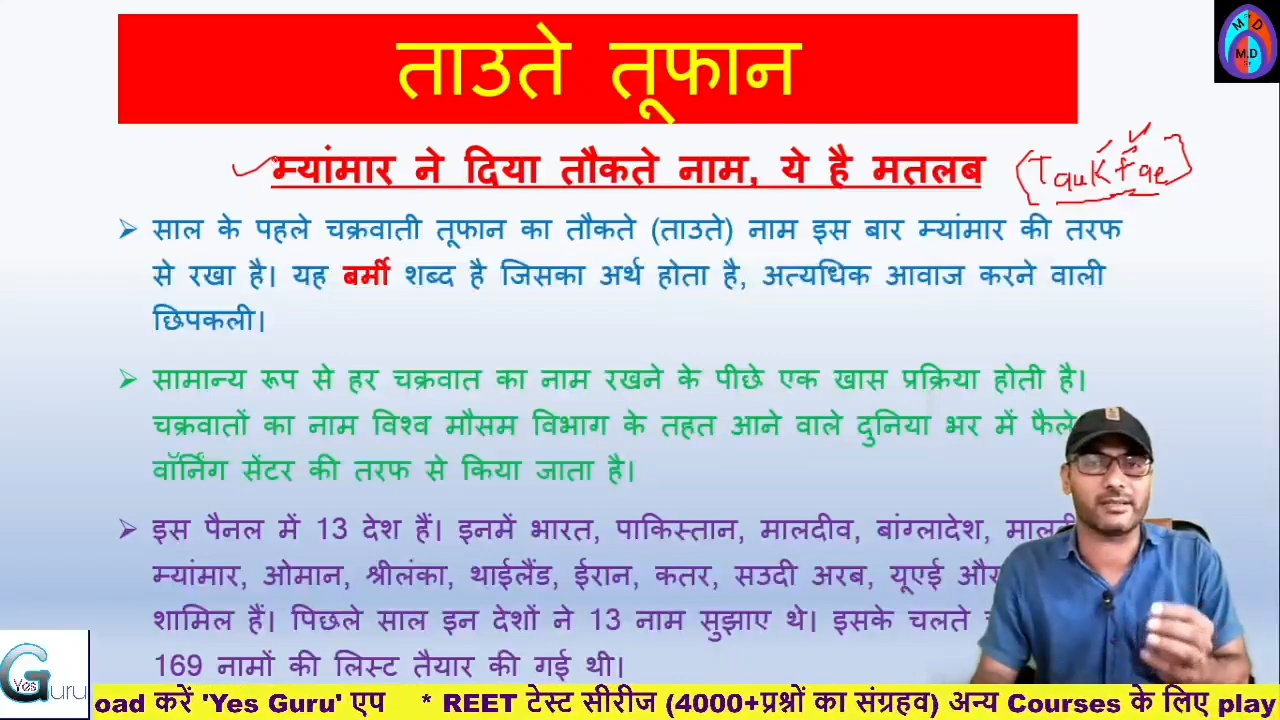 ताउते तूफान
म्यांमार ने दिया तौकते नाम, ये है मतलब
(Taukfae)
साल के पहले चक्रवाती तूफान का तौकते (ताउते) नाम इस बार म्यांमार की तरफ
से रखा है। यह बर्मी शब्द है जिसका अर्थ होता है, अत्यधिक आवाज करने वाली
छिपकली।
सामान्य रूप से हर चक्रवात का नाम रखने के पीछे एक खास प्रक्रिया होती है।
चक्रवातों का नाम विश्व मौसम विभाग के तहत आने वाले दुनिया भर में फैले
वॉर्निंग सेंटर की तरफ से किया जाता है।
इस पैनल में 13 देश हैं। इनमें भारत, पाकिस्तान, मालदीव, बांग्लादेश,
म्यांमार, ओमान, श्रीलंका, थाईलैंड, ईरान, कतर, सउदी अरब, यूएई
शामिल हैं। पिछले साल इन देशों ने 13 नाम सुझाए थे। इसके चलते
169 नामों की लिस्ट तैयार की गई थी।
M D
M.D
Yes Guru
oad करें 'Yes Guru' एप * REET टेस्ट सीरीज (4000+प्रश्नों का संग्रहव) अन्य Courses के लिए play